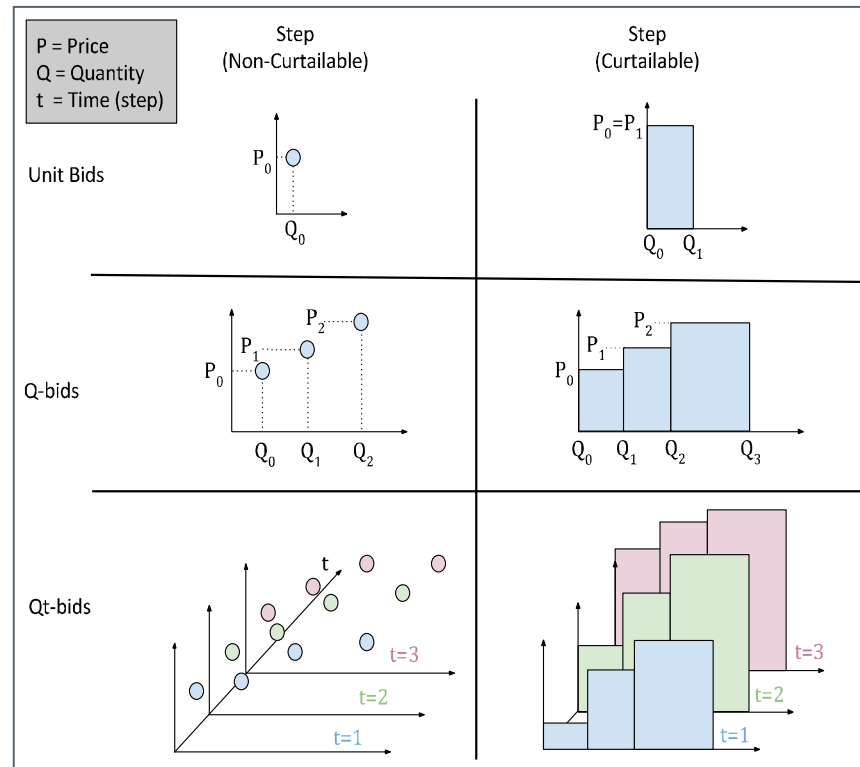 P = Price
Q = Quantity
t = Time (step)
Step
(Non-Curtailable)
Step
(Curtailable)
Unit Bids
P₀
Q₀
P₀=P₁
Q₀ Q₁
Q-bids
P₂
P₁
P₀
Q₀ Q₁ Q₂
P₂
P₁
P₀
Q₀ Q₁ Q₂ Q₃
Qt-bids
t
t=3
t=2
t=1
t=3
t=2
t=1